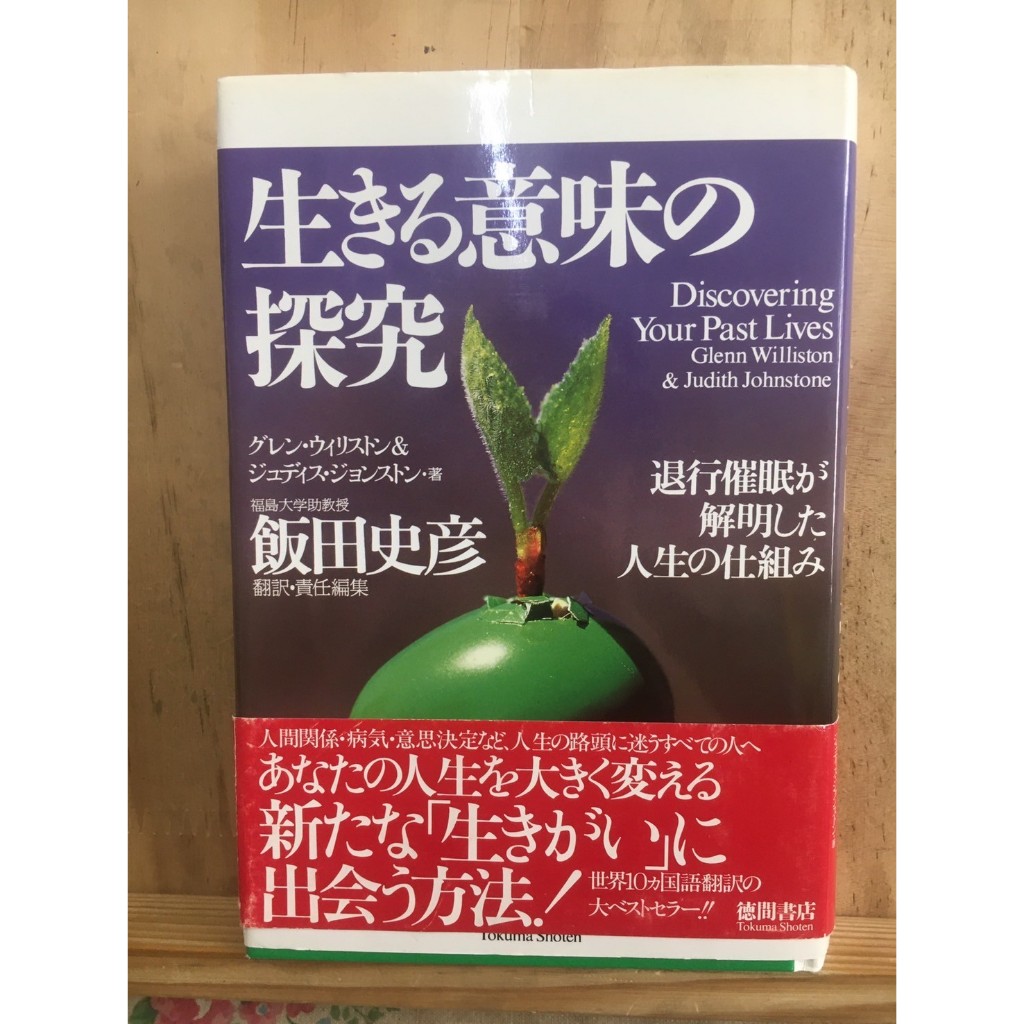 生きる意味の
探究
Discovering
Your Past Lives
Glenn Williston
& Judith Johnstone
グレン・ウィリストン&
ジュディス・ジョンストン・著
福島大学助教授
飯田史彦
翻訳・責任編集
退行催眠が
解明した
人生の仕組み
人間関係・病気・意思決定など、人生の路頭に迷うすべての人へ
あなたの人生を大きく変える
新たな「生きがい」に
出会う方法!
世界10ヵ国語翻訳の
大ベストセラー!!
徳間書店
Tokuma Shoten
Tokuma Shoten